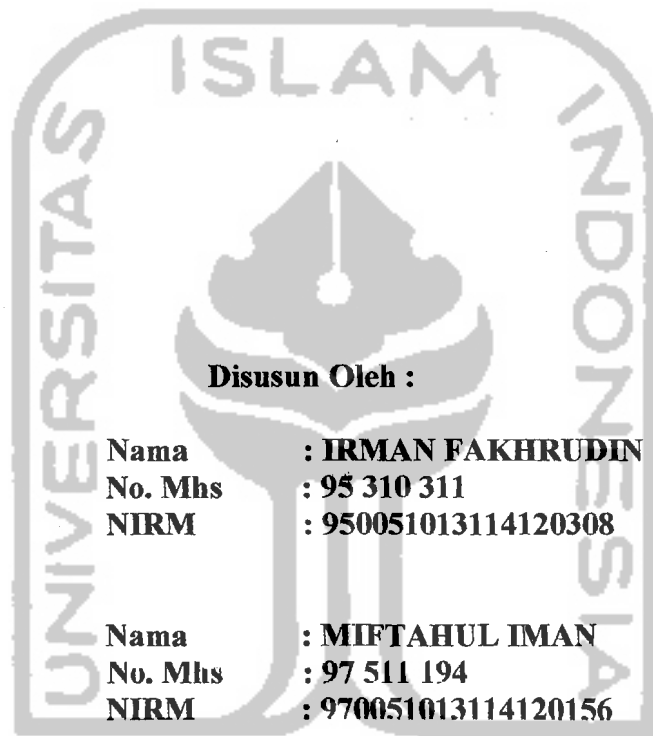 UNIVERSITAS
ISLAM
INDONESIA
Disusun Oleh :
Nama : IRMAN FAKHRUDIN
No. Mhs : 95 310 311
NIRM : 950051013114120308
Nama : MIFTAHUL IMAN
No. Mhs : 97 511 194
NIRM : 970051013114120156